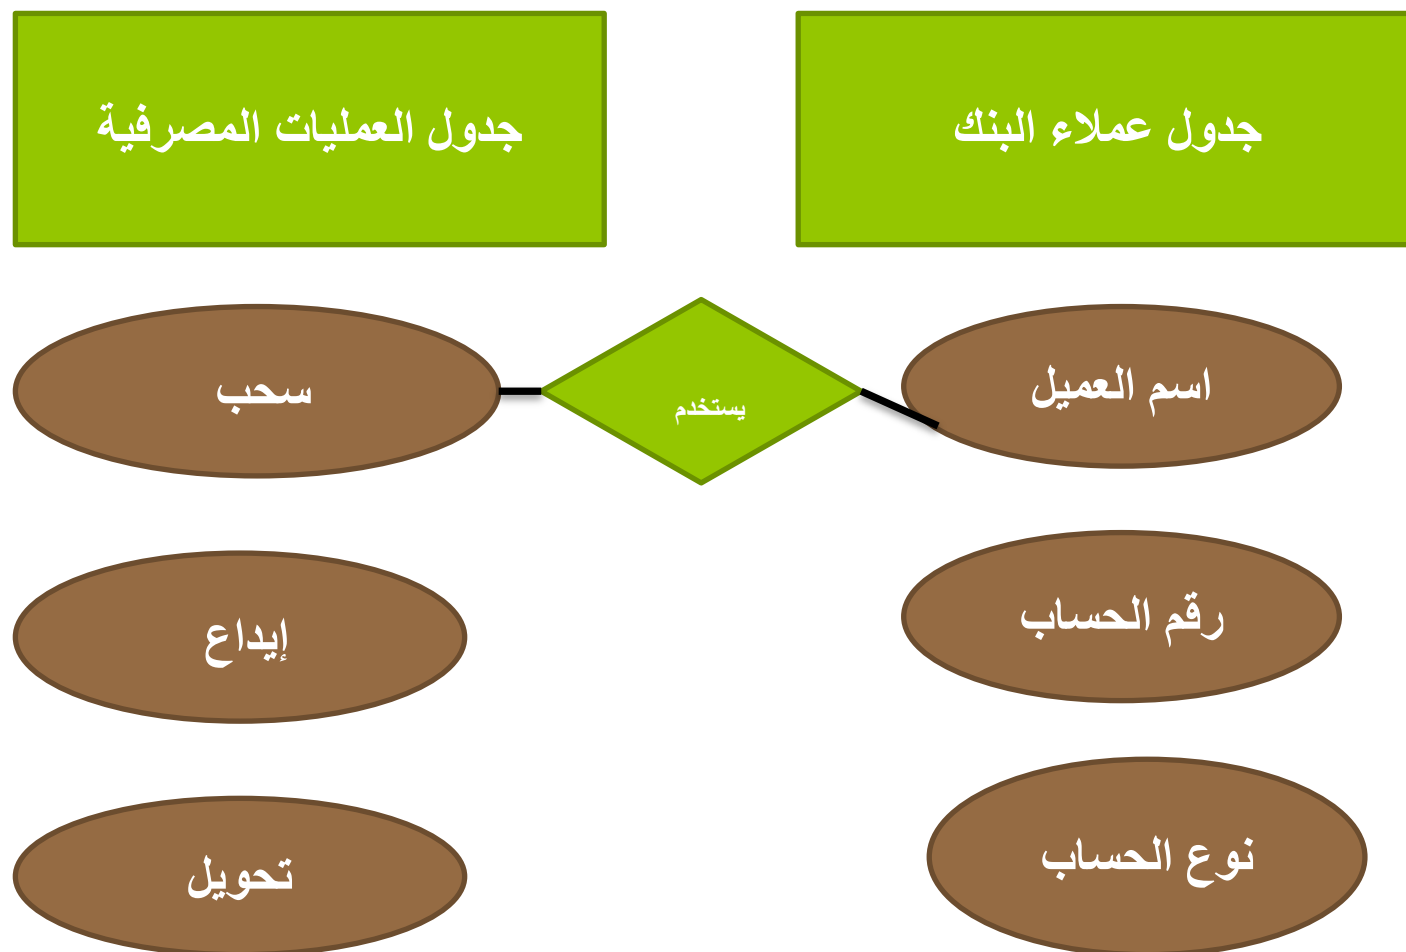 جدول عملاء البنك
جدول العمليات المصرفية
اسم العميل
يستخدم
سحب
رقم الحساب
إيداع
نوع الحساب
تحويل